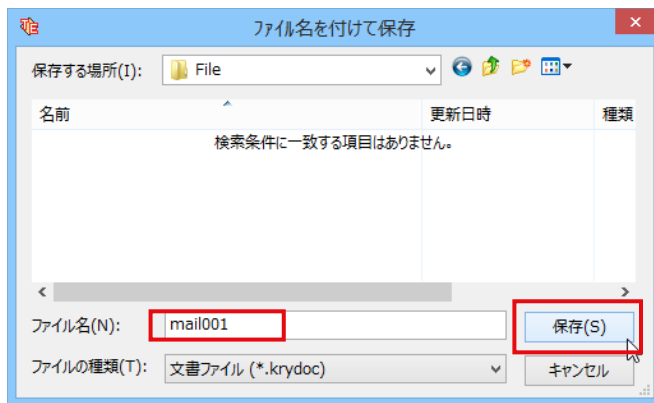 ファイル名を付けて保存
保存する場所(I): File
名前 更新日時 種類
検索条件に一致する項目はありません。
ファイル名(N): mail001 保存(S)
ファイルの種類(T): 文書ファイル (*.krydoc) キャンセル